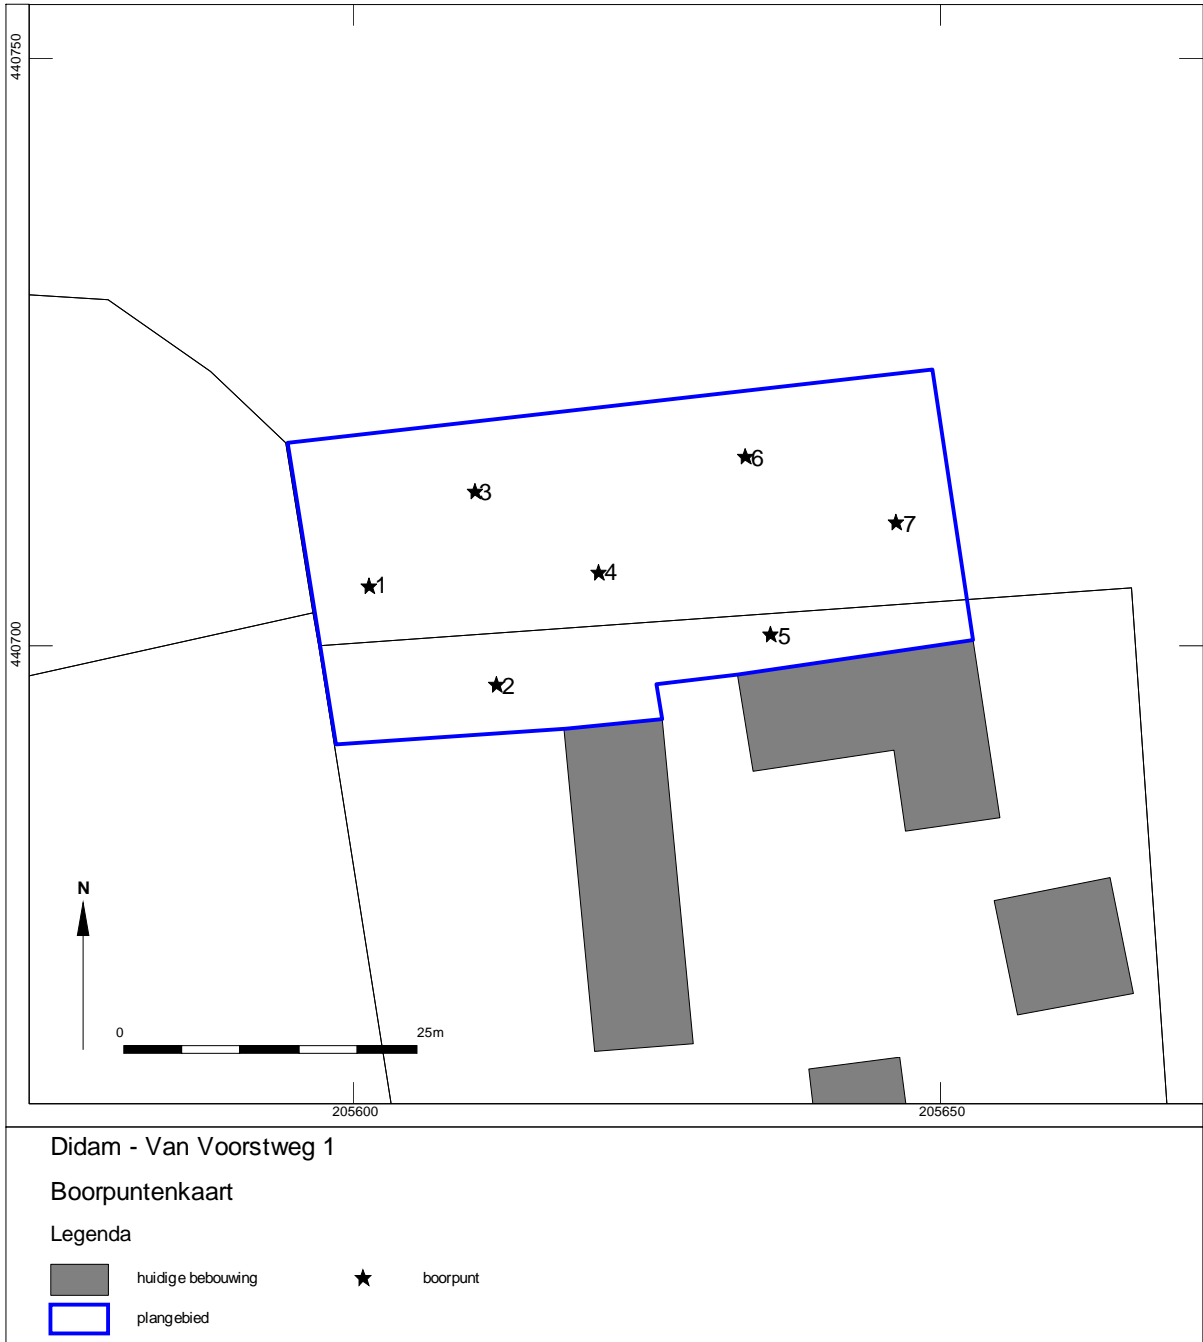 440750
6
3
7
4
1
440700
5
2
N
0 25m
205600 205650
Didam - Van Voorstweg 1
Boorpuntenkaart
Legenda
huidige bebouwing boorpunt
plangebied